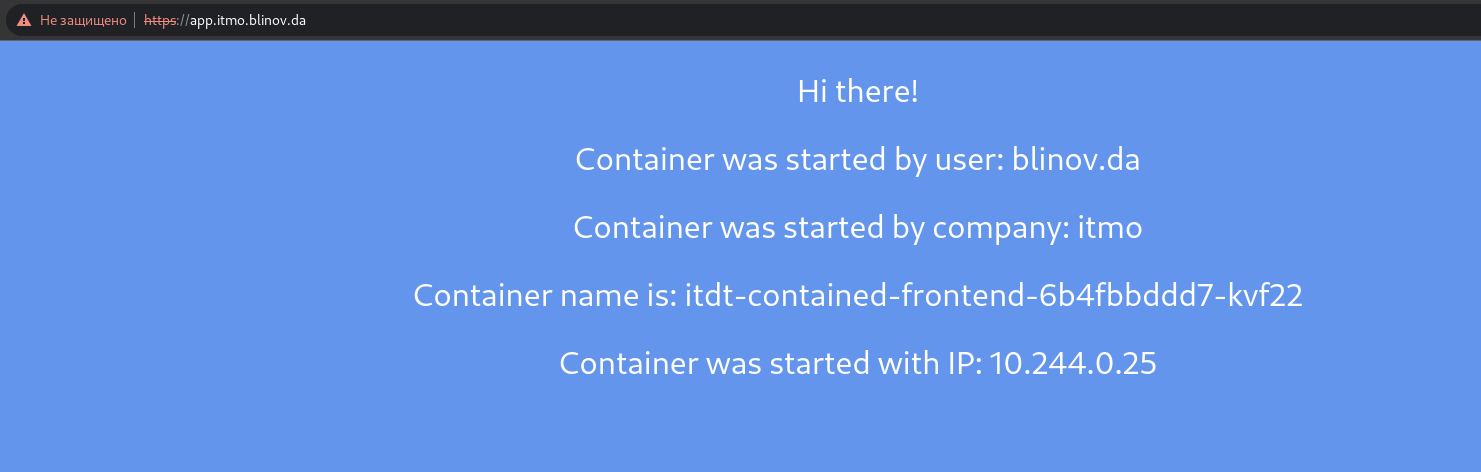 Не защищено https://app.itmo.blinov.da
Hi there!
Container was started by user: blinov.da
Container was started by company: itmo
Container name is: itdt-contained-frontend-6b4fbbddd7-kvf22
Container was started with IP: 10.244.0.25